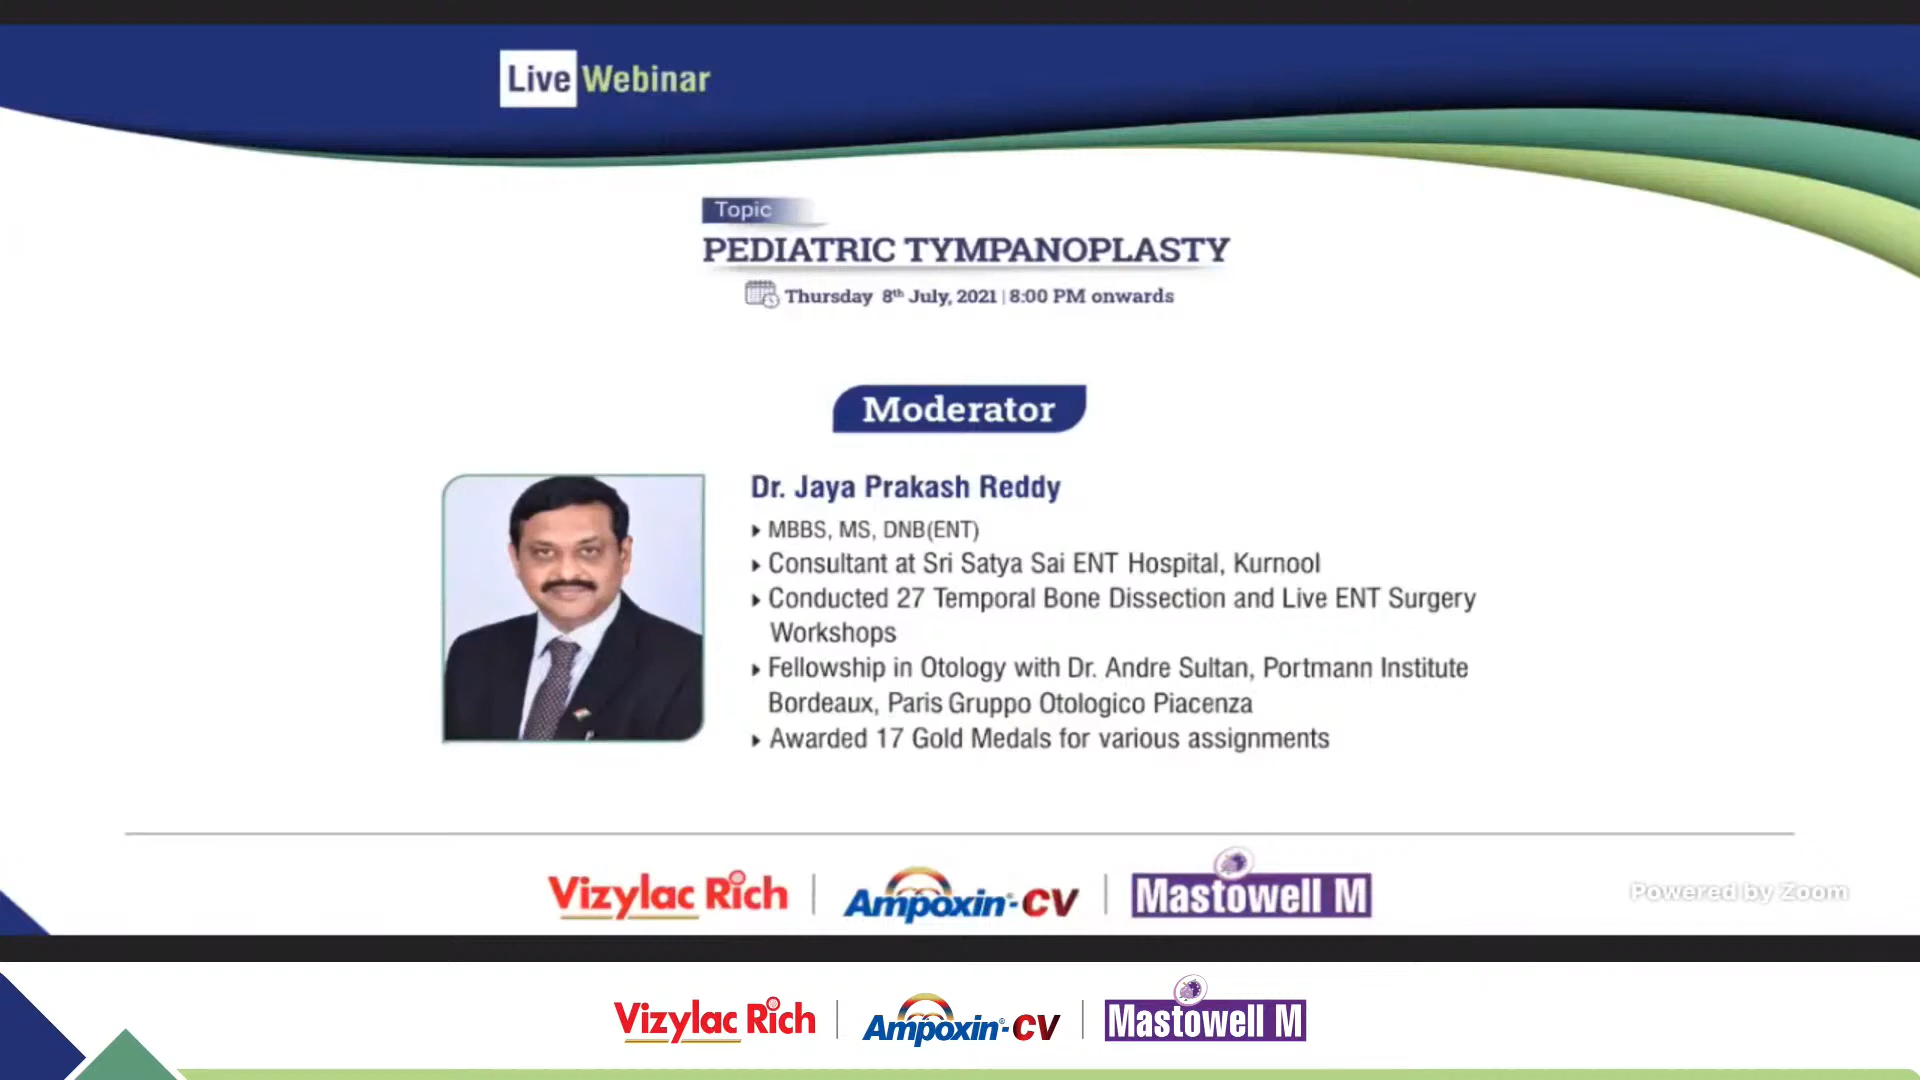 Live Webinar
Topic
PEDIATRIC TYMPANOPLASTY
Thursday 8th July, 2021 | 8:00 PM onwards
Moderator
Dr. Jaya Prakash Reddy
MBBS, MS, DNB(ENT)
Consultant at Sri Satya Sai ENT Hospital, Kurnool
Conducted 27 Temporal Bone Dissection and Live ENT Surgery
Workshops
Fellowship in Otology with Dr. Andre Sultan, Portmann Institute
Bordeaux, Paris Gruppo Otologico Piacenza
Awarded 17 Gold Medals for various assignments
Vizylac Rich | Ampoxin®-CV | Mastowell M
Powered by Zoom
Vizylac Rich | Ampoxin®-CV | Mastowell M